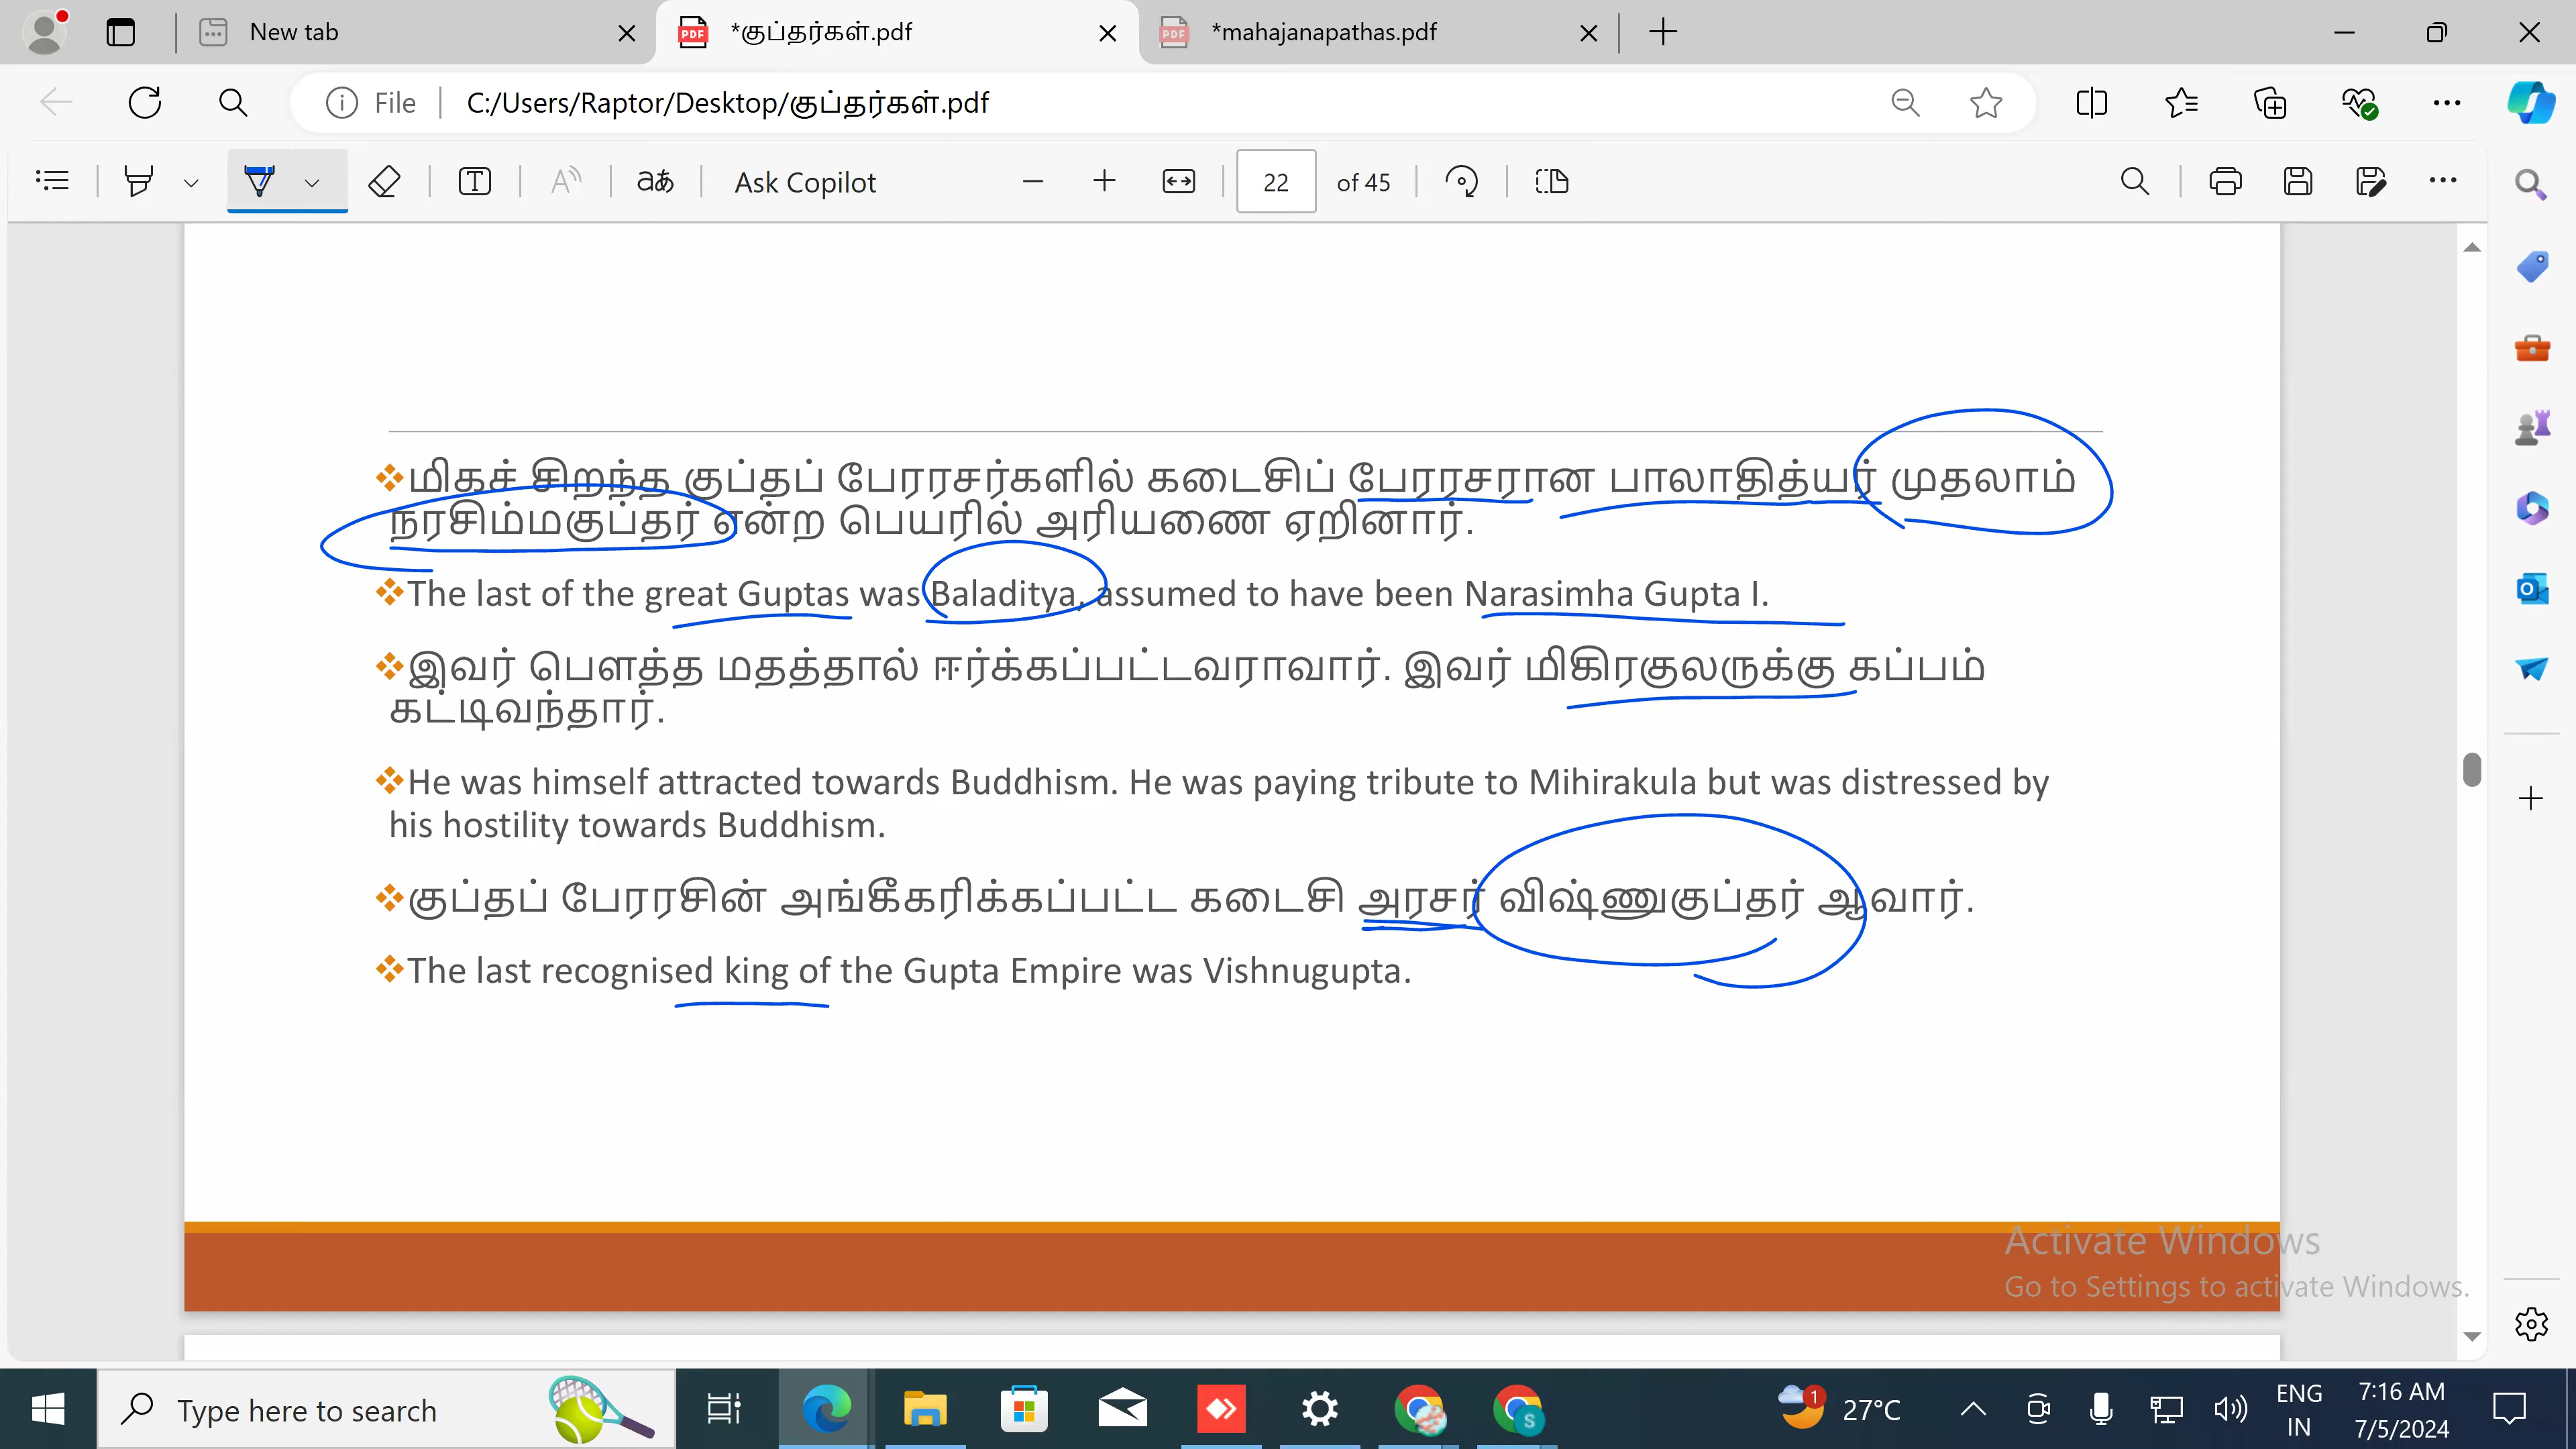 New tab
*குப்தர்கள்.pdf
*mahajanapathas.pdf
File
C:/Users/Raptor/Desktop/குப்தர்கள்.pdf
aあ
Ask Copilot
22 of 45
மிகச் சிறந்த குப்தப் பேரரசர்களில் கடைசிப் பேரரசரான பாலாதித்யர் முதலாம்
நரசிம்மகுப்தர் என்ற பெயரில் அரியணை ஏறினார்.
The last of the great Guptas was Baladitya, assumed to have been Narasimha Gupta I.
இவர் பௌத்த மதத்தால் ஈர்க்கப்பட்டவராவார். இவர் மிகிரகுலருக்கு கப்பம்
கட்டிவந்தார்.
He was himself attracted towards Buddhism. He was paying tribute to Mihirakula but was distressed by
his hostility towards Buddhism.
குப்தப் பேரரசின் அங்கீகரிக்கப்பட்ட கடைசி அரசர் விஷ்ணுகுப்தர் ஆவார்.
The last recognised king of the Gupta Empire was Vishnugupta.
Activate Windows
Go to Settings to activate Windows.
Type here to search
1
S
27°C
ENG
IN
7:16 AM
7/5/2024